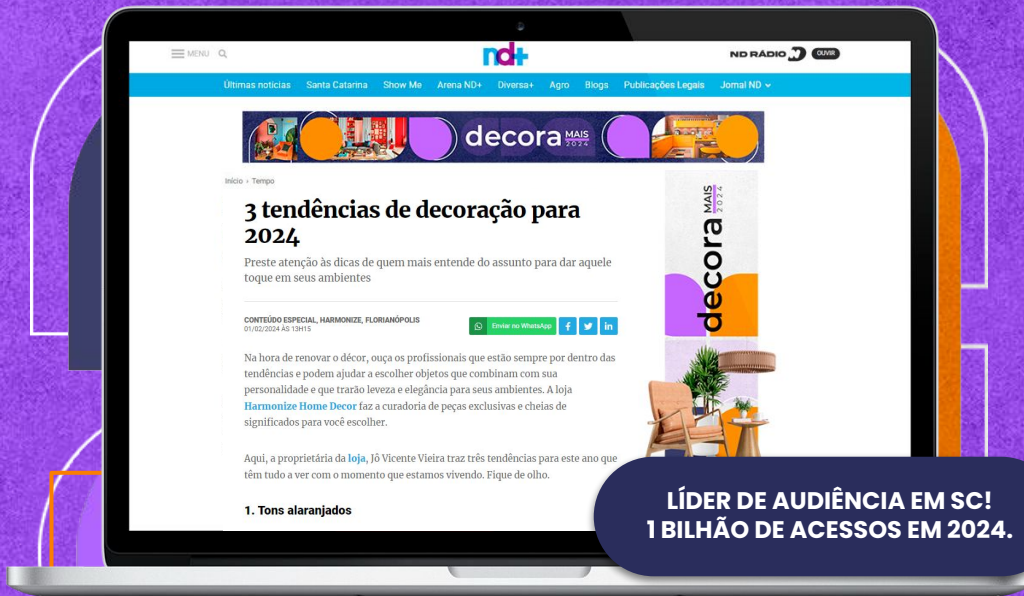 MENU
nd+
ND RÁDIO N
OUVIR
Últimas notícias Santa Catarina Show Me Arena ND+ Diversa+ Agro Blogs Publicações Legais Jornal ND
decora MAIS 2024
Início › Tempo
3 tendências de decoração para
2024
Preste atenção às dicas de quem mais entende do assunto para dar aquele
toque em seus ambientes
CONTEÚDO ESPECIAL, HARMONIZE, FLORIANÓPOLIS
01/02/2024 ÀS 13H15
Enviar no WhatsApp
Na hora de renovar o décor, ouça os profissionais que estão sempre por dentro das
tendências e podem ajudar a escolher objetos que combinam com sua
personalidade e que trarão leveza e elegância para seus ambientes. A loja
Harmonize Home Decor faz a curadoria de peças exclusivas e cheias de
significados para você escolher.
Aqui, a proprietária da loja, Jô Vicente Vieira traz três tendências para este ano que
têm tudo a ver com o momento que estamos vivendo. Fique de olho.
1. Tons alaranjados
decora MAIS 2024
LÍDER DE AUDIÊNCIA EM SC!
1 BILHÃO DE ACESSOS EM 2024.